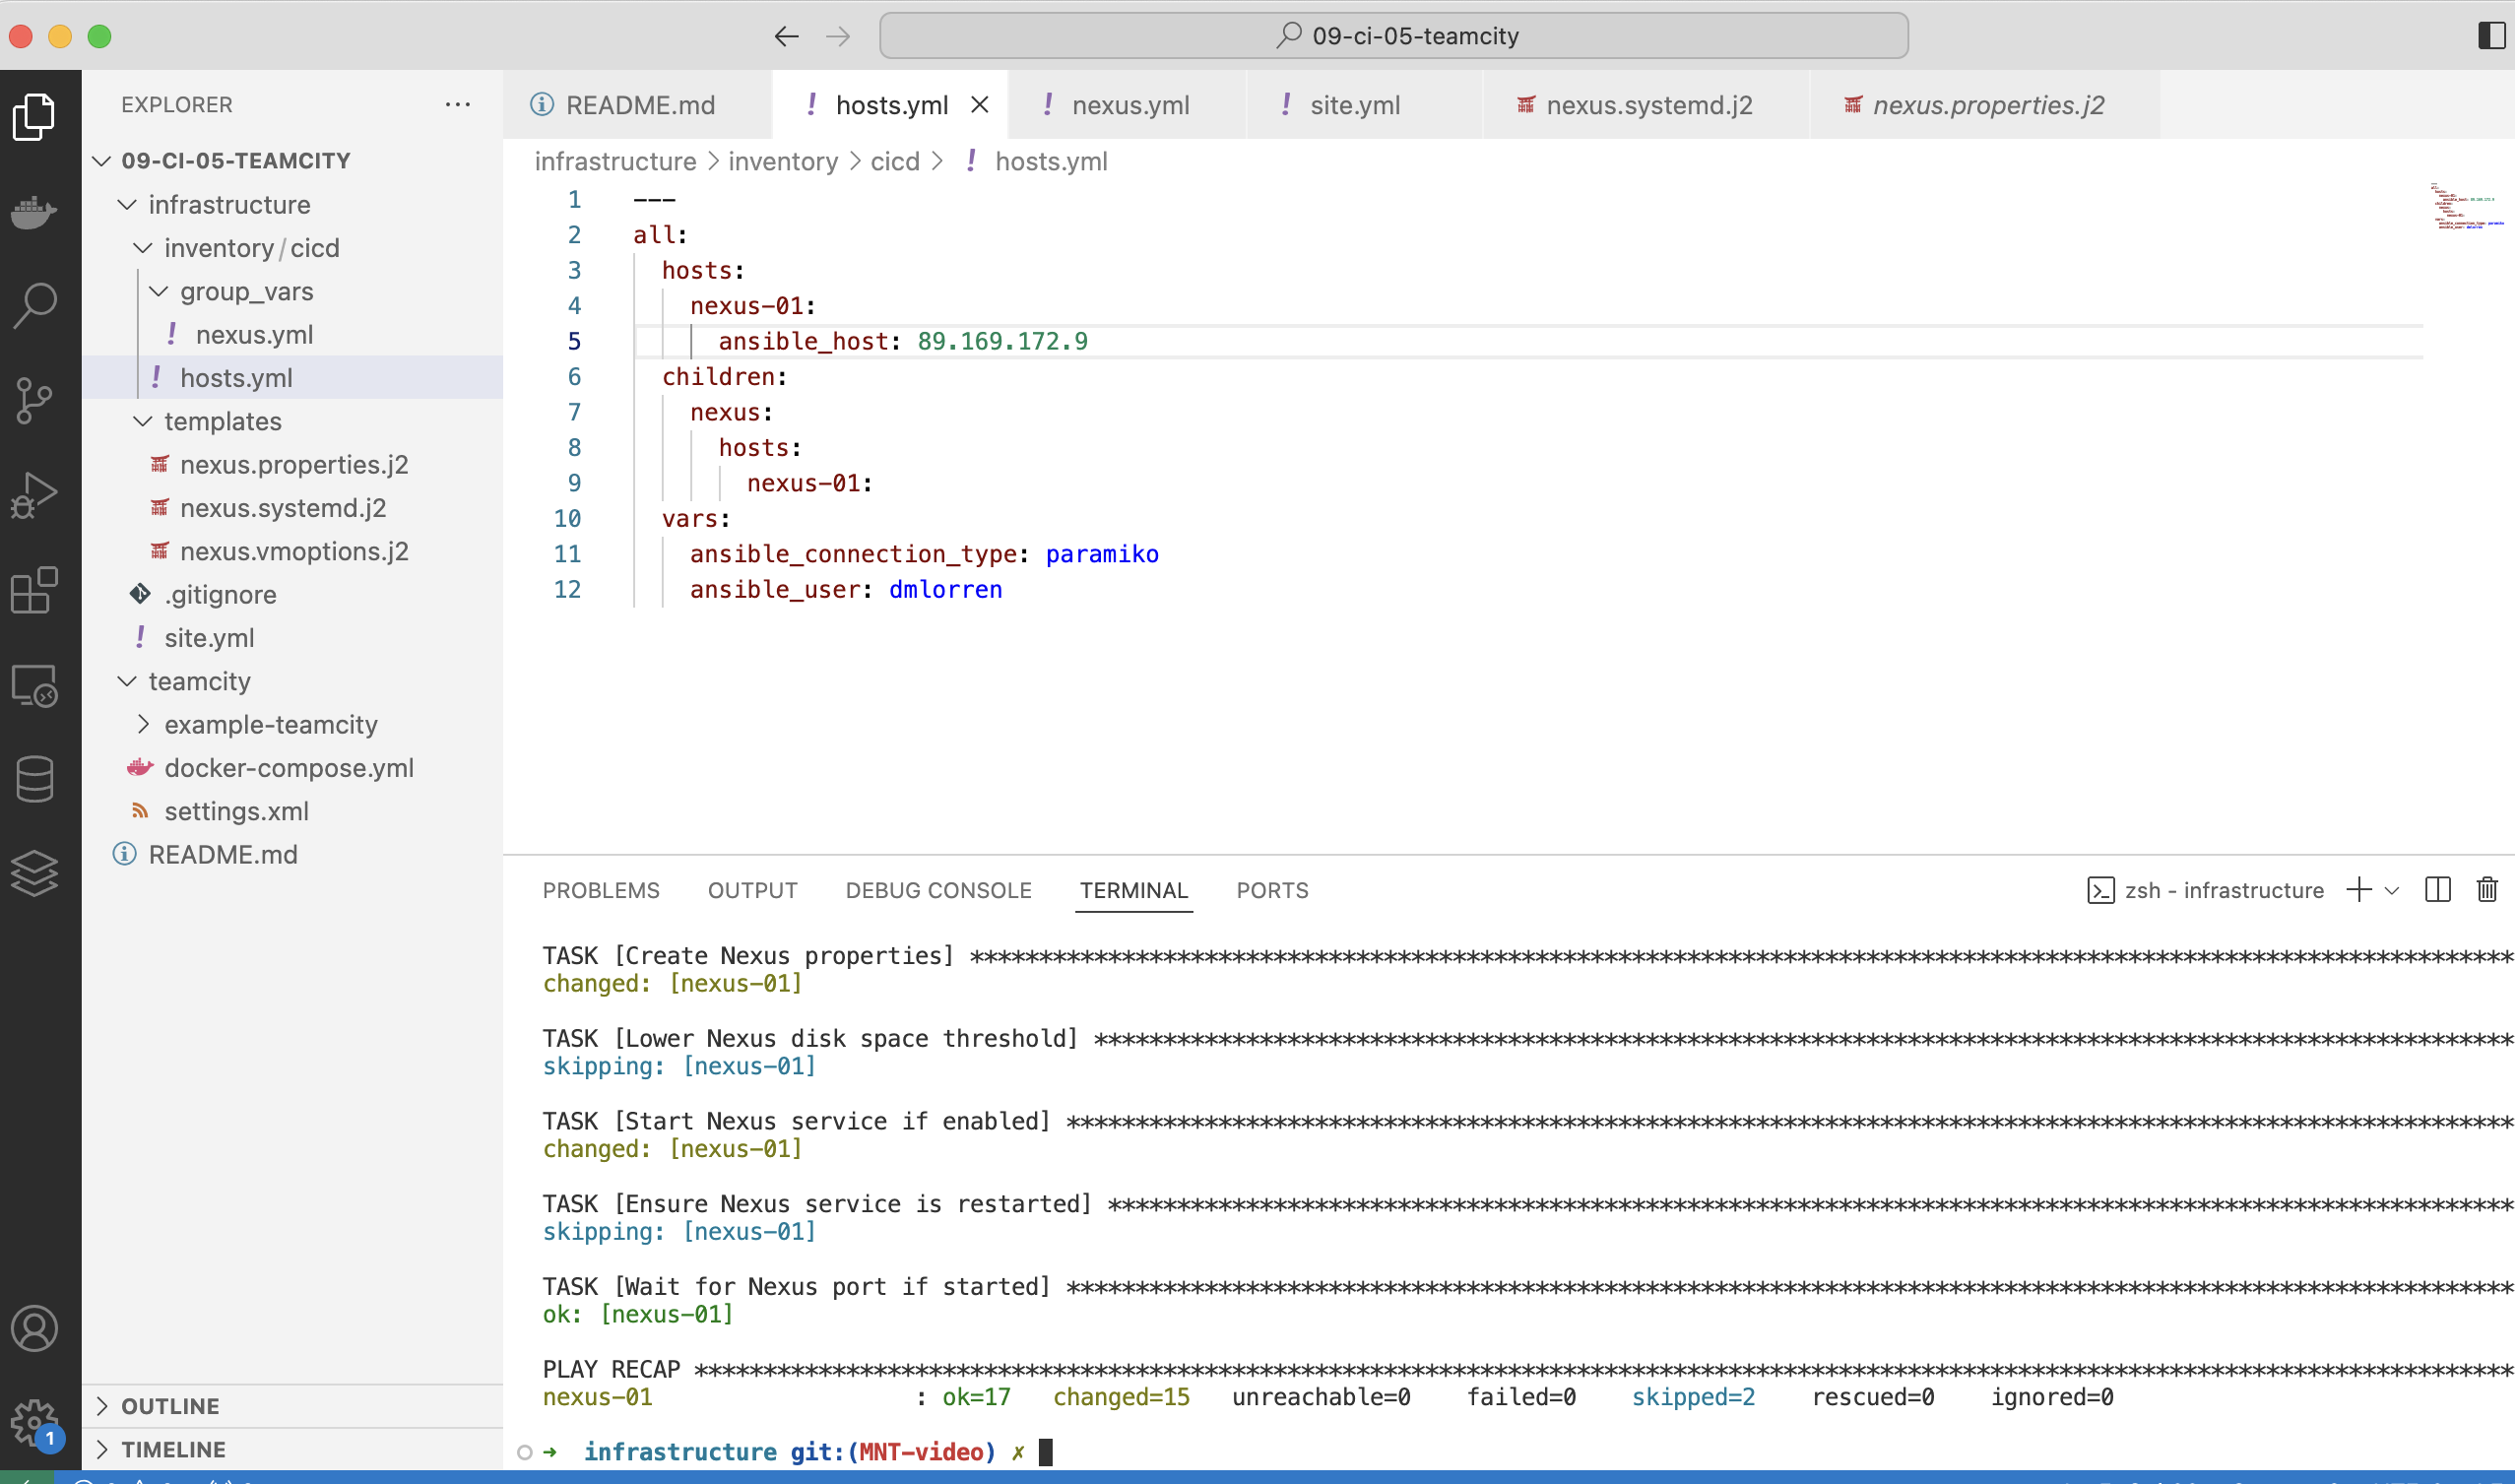 09-ci-05-teamcity
EXPLORER
README.md
hosts.yml
nexus.yml
site.yml
nexus.systemd.j2
nexus.properties.j2
09-CI-05-TEAMCITY
infrastructure
inventory/cicd
group_vars
nexus.yml
hosts.yml
templates
nexus.properties.j2
nexus.systemd.j2
nexus.vmoptions.j2
.gitignore
site.yml
teamcity
example-teamcity
docker-compose.yml
settings.xml
README.md
OUTLINE
TIMELINE
1
infrastructure > inventory > cicd > ! hosts.yml
1 ---
2 all:
3 hosts:
4 nexus-01:
5 ansible_host: 89.169.172.9
6 children:
7 nexus:
8 hosts:
9 nexus-01:
10 vars:
11 ansible_connection_type: paramiko
12 ansible_user: dmlorren
PROBLEMS OUTPUT DEBUG CONSOLE TERMINAL PORTS
zsh - infrastructure
TASK [Create Nexus properties] ****************************************************************************************************************
changed: [nexus-01]
TASK [Lower Nexus disk space threshold] *******************************************************************************************************
skipping: [nexus-01]
TASK [Start Nexus service if enabled] *********************************************************************************************************
changed: [nexus-01]
TASK [Ensure Nexus service is restarted] ******************************************************************************************************
skipping: [nexus-01]
TASK [Wait for Nexus port if started] *********************************************************************************************************
ok: [nexus-01]
PLAY RECAP ************************************************************************************************************************************
nexus-01 : ok=17 changed=15 unreachable=0 failed=0 skipped=2 rescued=0 ignored=0
➜ infrastructure git:(MNT-video) ✗